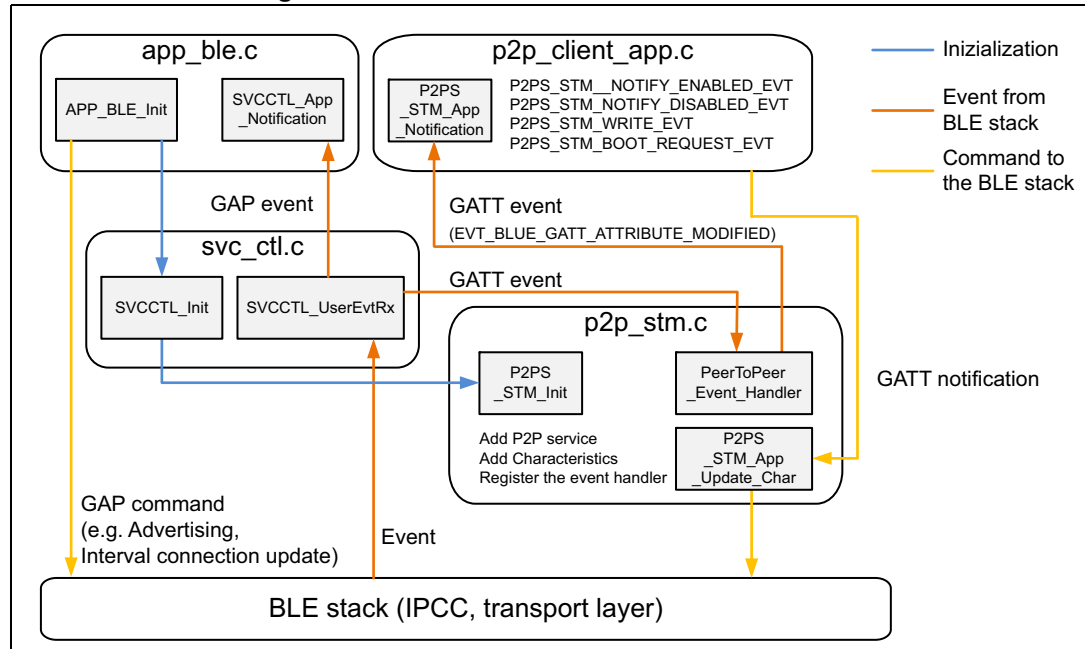 app_ble.c
APP_BLE_Init
SVCCTL_App
_Notification
p2p_client_app.c
P2PS
_STM_App
_Notification
P2PS_STM__NOTIFY_ENABLED_EVT
P2PS_STM_NOTIFY_DISABLED_EVT
P2PS_STM_WRITE_EVT
P2PS_STM_BOOT_REQUEST_EVT
Inizialization
Event from
BLE stack
Command to
the BLE stack
GAP event
GATT event
(EVT_BLUE_GATT_ATTRIBUTE_MODIFIED)
svc_ctl.c
SVCCTL_Init
SVCCTL_UserEvtRx
GATT event
p2p_stm.c
P2PS
_STM_Init
PeerToPeer
_Event_Handler
GATT notification
Add P2P service
Add Characteristics
Register the event handler
P2PS
_STM_App
_Update_Char
GAP command
(e.g. Advertising,
Interval connection update)
Event
BLE stack (IPCC, transport layer)